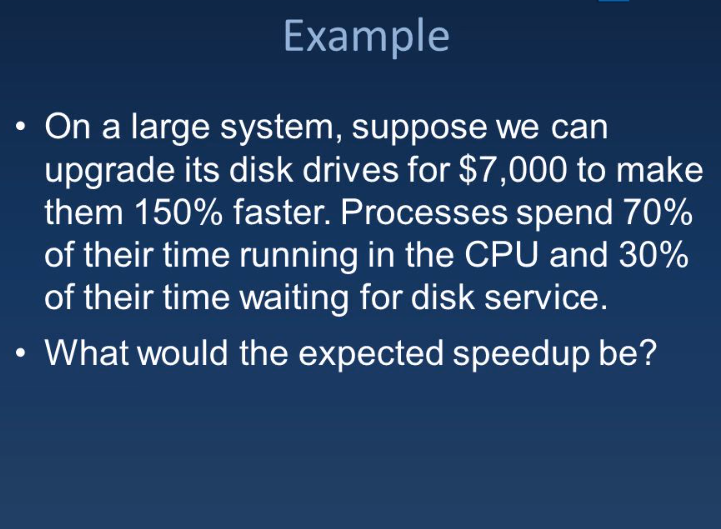 Example
• On a large system, suppose we can
upgrade its disk drives for $7,000 to make
them 150% faster. Processes spend 70%
of their time running in the CPU and 30%
of their time waiting for disk service.
• What would the expected speedup be?